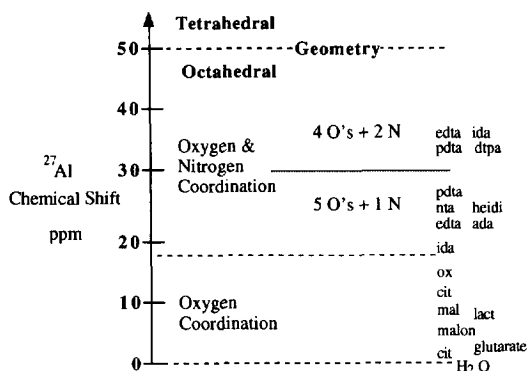 Tetrahedral
50 Geometry
Octahedral
40
4 O's + 2 N edta ida
pdta dtpa
Oxygen &
Nitrogen
Coordination
30
27Al
Chemical Shift
ppm
5 O's + 1 N
pdta
nta heidi
edta ada
20
ida
ox
cit
10
Oxygen
Coordination
mal lact
malon
cit glutarate
0
H2O